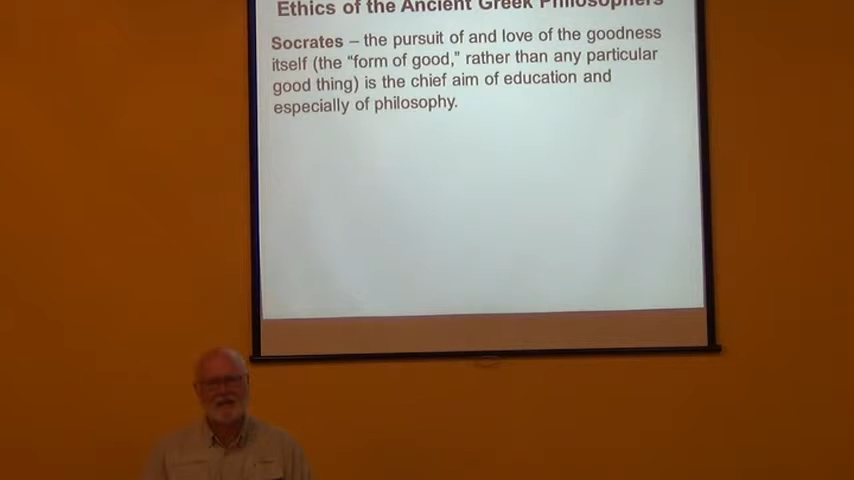 Ethics of the Ancient Greek Philosophers
Socrates – the pursuit of and love of the goodness
itself (the "form of good," rather than any particular
good thing) is the chief aim of education and
especially of philosophy.